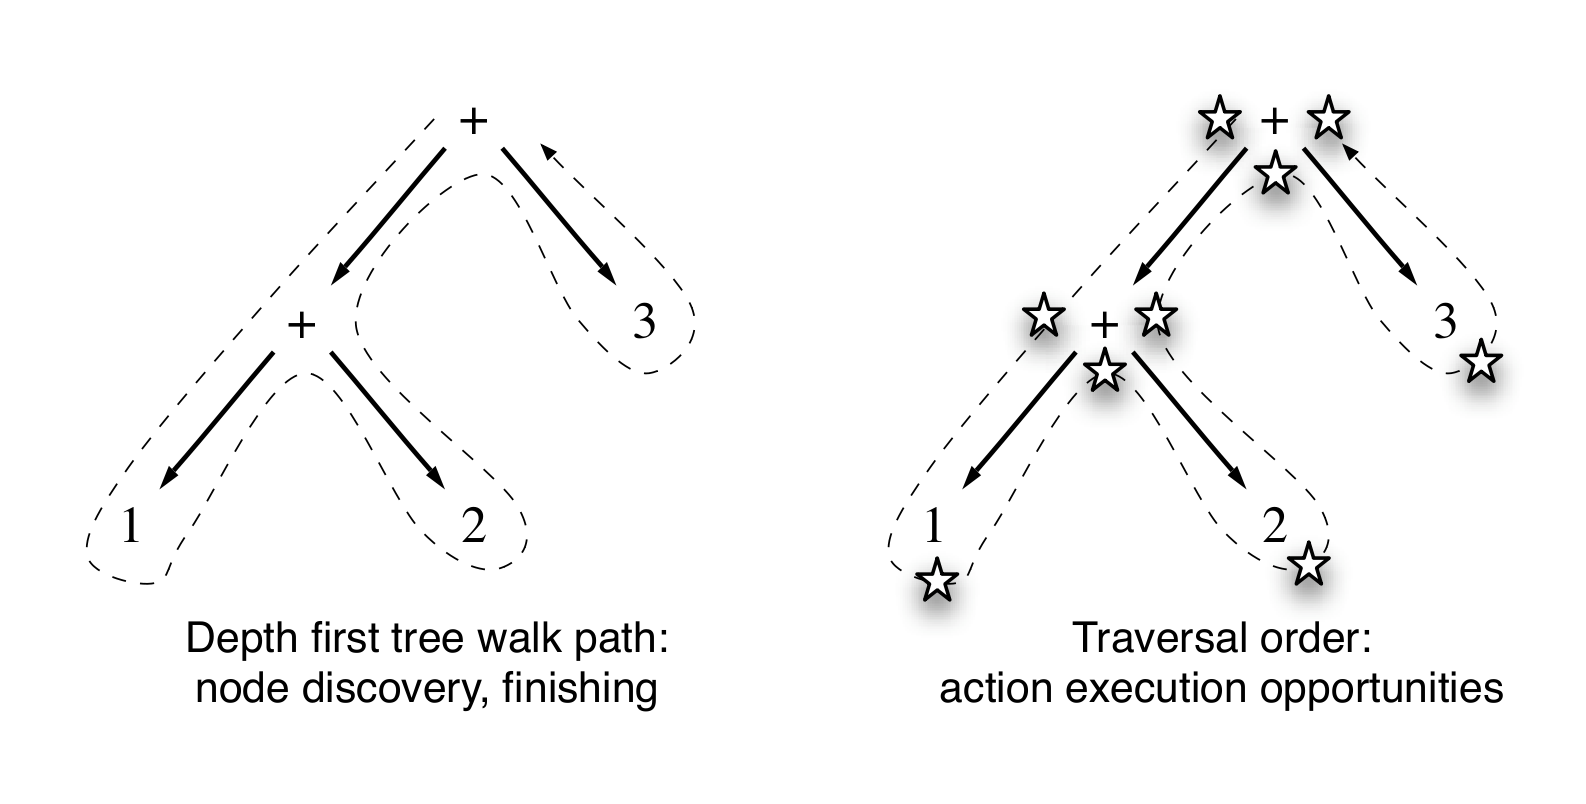 +
+
3
1
2
Depth first tree walk path:
node discovery, finishing
+
+
3
1
2
Traversal order:
action execution opportunities